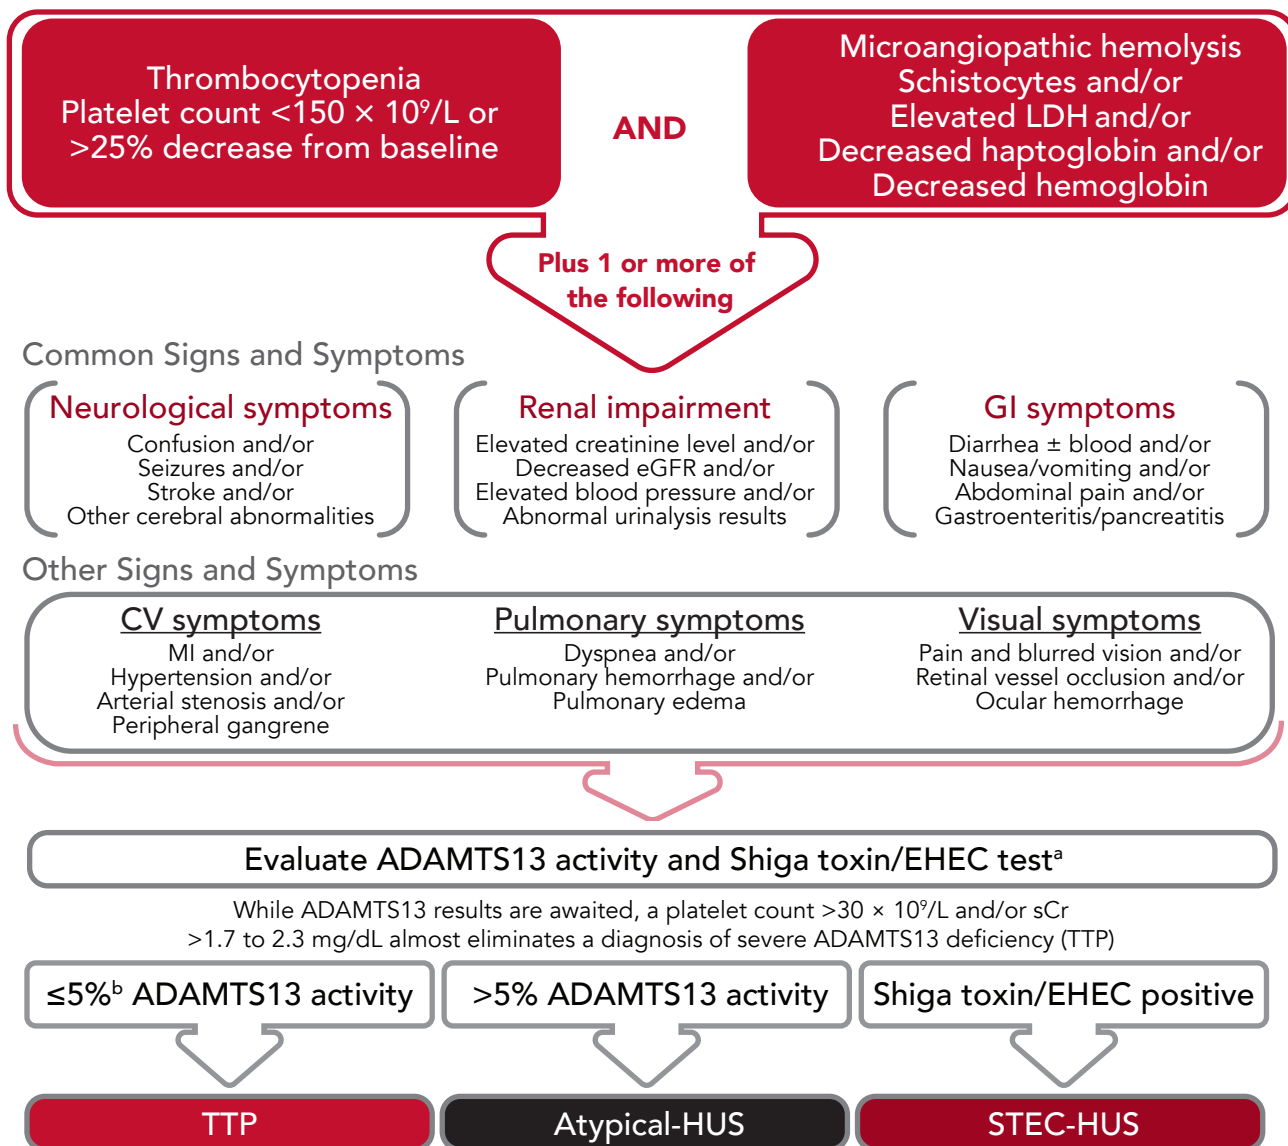 Thrombocytopenia
Platelet count <150 × 10⁹/L or
>25% decrease from baseline
AND
Microangiopathic hemolysis
Schistocytes and/or
Elevated LDH and/or
Decreased haptoglobin and/or
Decreased hemoglobin
Plus 1 or more of
the following
Common Signs and Symptoms
Neurological symptoms
Confusion and/or
Seizures and/or
Stroke and/or
Other cerebral abnormalities
Renal impairment
Elevated creatinine level and/or
Decreased eGFR and/or
Elevated blood pressure and/or
Abnormal urinalysis results
GI symptoms
Diarrhea ± blood and/or
Nausea/vomiting and/or
Abdominal pain and/or
Gastroenteritis/pancreatitis
Other Signs and Symptoms
CV symptoms
MI and/or
Hypertension and/or
Arterial stenosis and/or
Peripheral gangrene
Pulmonary symptoms
Dyspnea and/or
Pulmonary hemorrhage and/or
Pulmonary edema
Visual symptoms
Pain and blurred vision and/or
Retinal vessel occlusion and/or
Ocular hemorrhage
Evaluate ADAMTS13 activity and Shiga toxin/EHEC testᵃ
While ADAMTS13 results are awaited, a platelet count >30 × 10⁹/L and/or sCr
>1.7 to 2.3 mg/dL almost eliminates a diagnosis of severe ADAMTS13 deficiency (TTP)
≤5%ᵇ ADAMTS13 activity
>5% ADAMTS13 activity
Shiga toxin/EHEC positive
TTP
Atypical-HUS
STEC-HUS